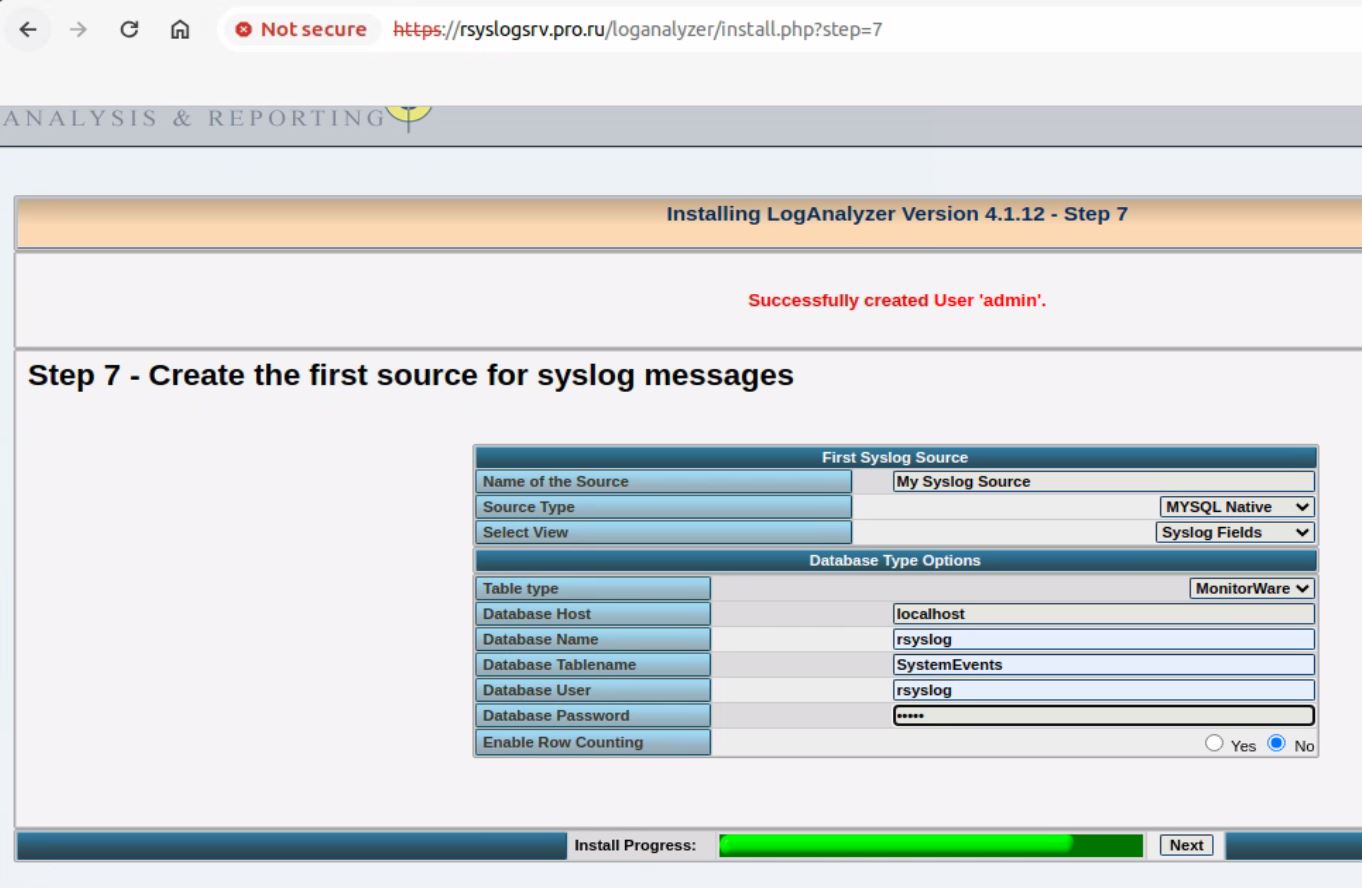 Not secure https://rsyslogsrv.pro.ru/loganalyzer/install.php?step=7
ANALYSIS & REPORTING
Installing LogAnalyzer Version 4.1.12 - Step 7
Successfully created User 'admin'.
Step 7 - Create the first source for syslog messages
First Syslog Source
Name of the Source My Syslog Source
Source Type MYSQL Native
Select View Syslog Fields
Database Type Options
Table type MonitorWare
Database Host localhost
Database Name rsyslog
Database Tablename SystemEvents
Database User rsyslog
Database Password •••••
Enable Row Counting Yes No
Install Progress: Next